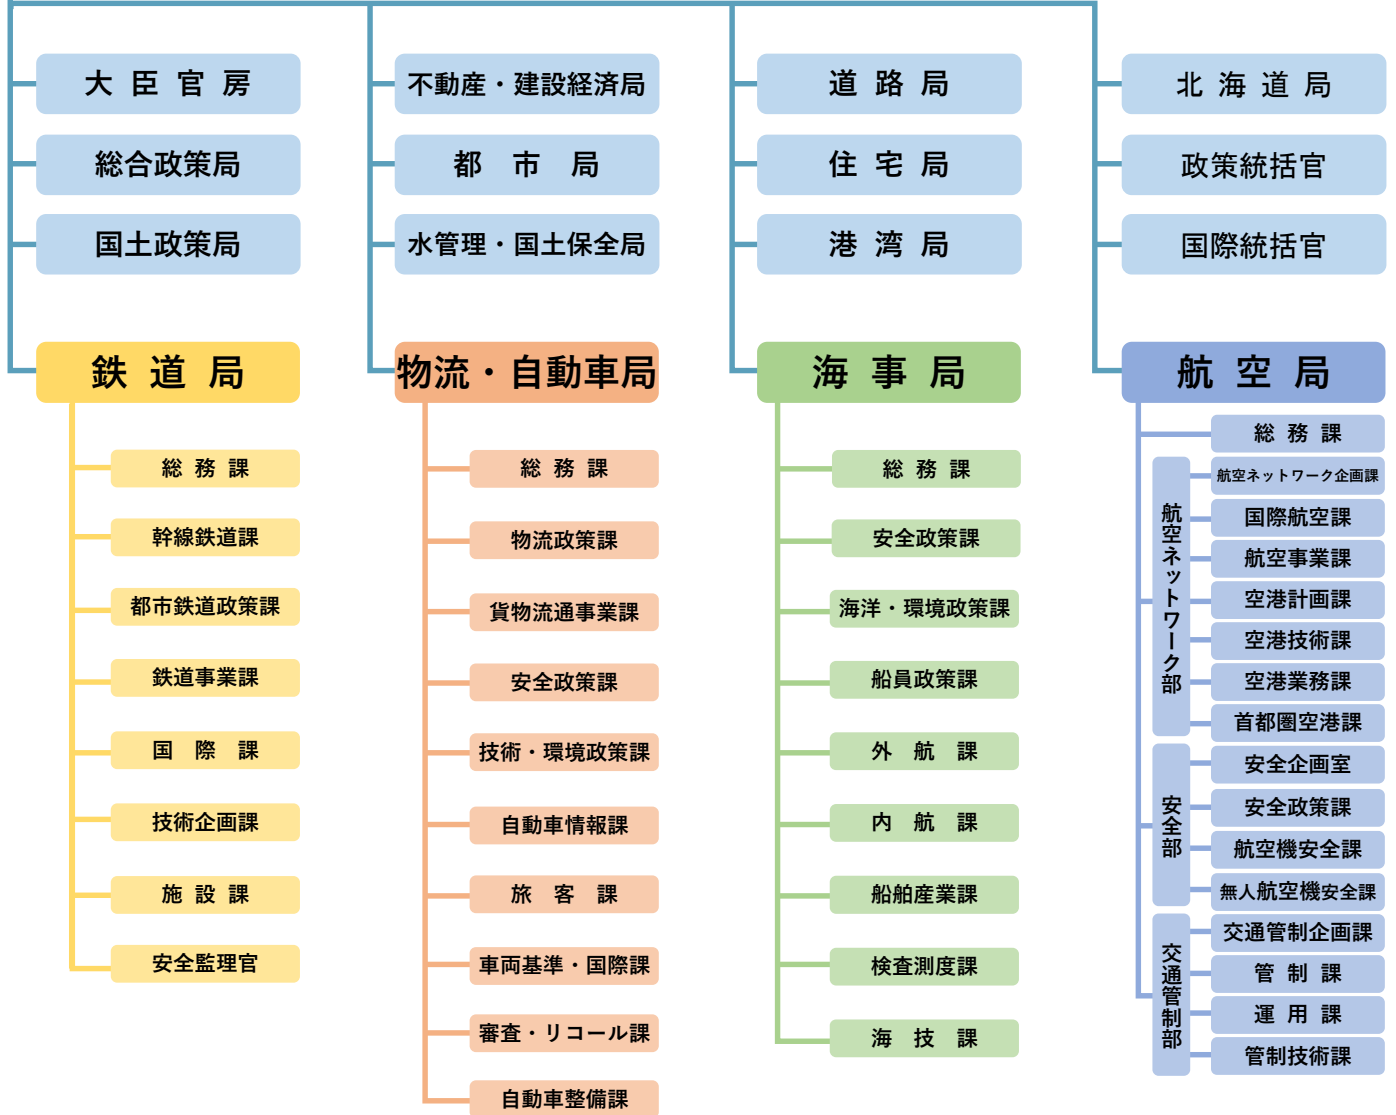 大臣官房
総合政策局
国土政策局
不動産・建設経済局
都市局
水管理・国土保全局
道路局
住宅局
港湾局
北海道局
政策統括官
国際統括官
鉄道局
総務課
幹線鉄道課
都市鉄道政策課
鉄道事業課
国際課
技術企画課
施設課
安全監理官
物流・自動車局
総務課
物流政策課
貨物流通事業課
安全政策課
技術・環境政策課
自動車情報課
旅客課
車両基準・国際課
審査・リコール課
自動車整備課
海事局
総務課
安全政策課
海洋・環境政策課
船員政策課
外航課
内航課
船舶産業課
検査測度課
海技課
航空局
総務課
航空ネットワーク部
航空ネットワーク企画課
国際航空課
航空事業課
空港計画課
空港技術課
空港業務課
首都圏空港課
安全部
安全企画室
安全政策課
航空機安全課
無人航空機安全課
交通管制部
交通管制企画課
管制課
運用課
管制技術課